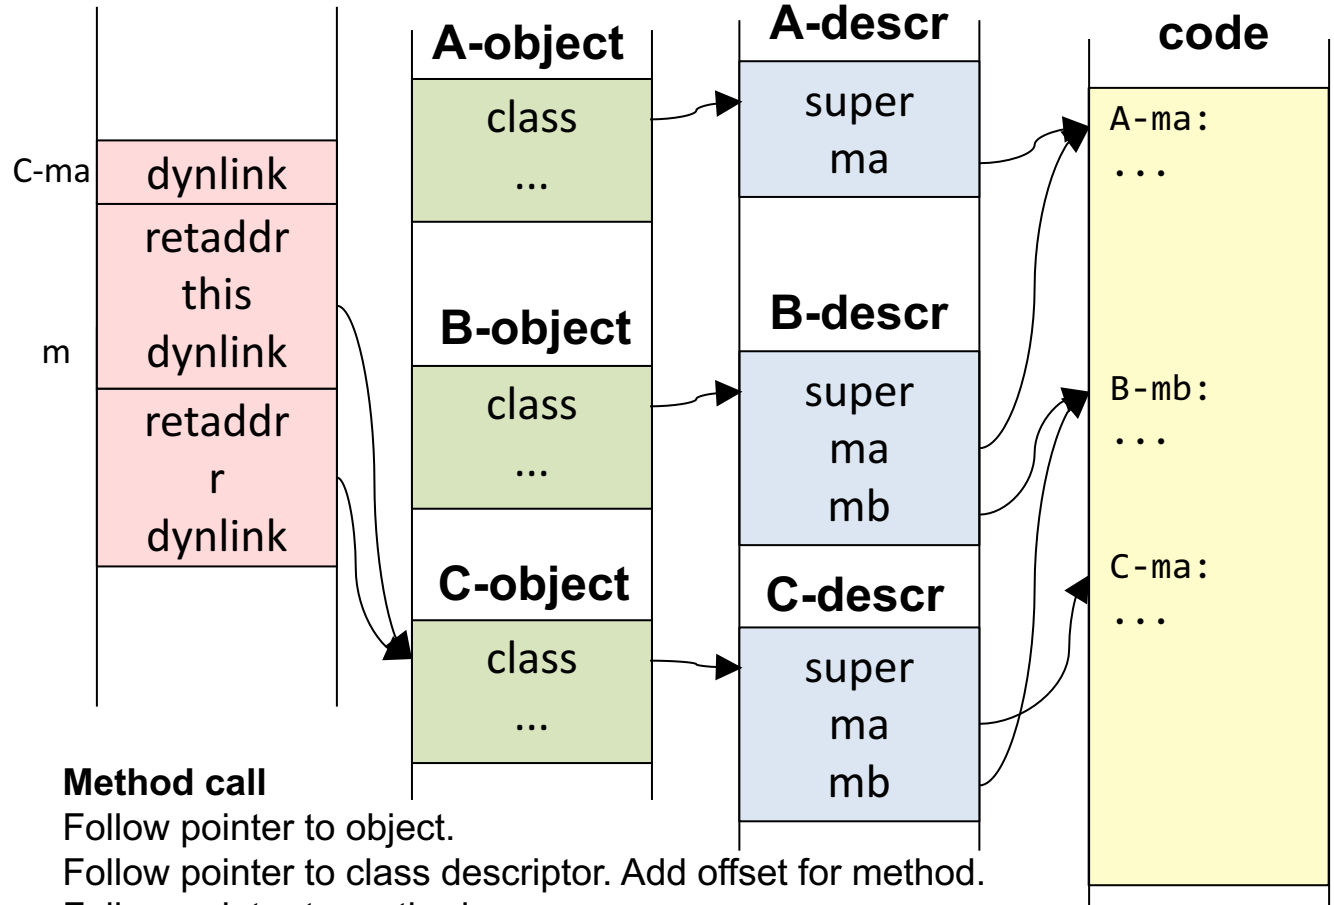 C-ma
dynlink
retaddr
this
m
dynlink
retaddr
r
dynlink
A-object
class
...
B-object
class
...
C-object
class
...
A-descr
super
ma
B-descr
super
ma
mb
C-descr
super
ma
mb
code
A-ma:
...
B-mb:
...
C-ma:
...
Method call
Follow pointer to object.
Follow pointer to class descriptor. Add offset for method.